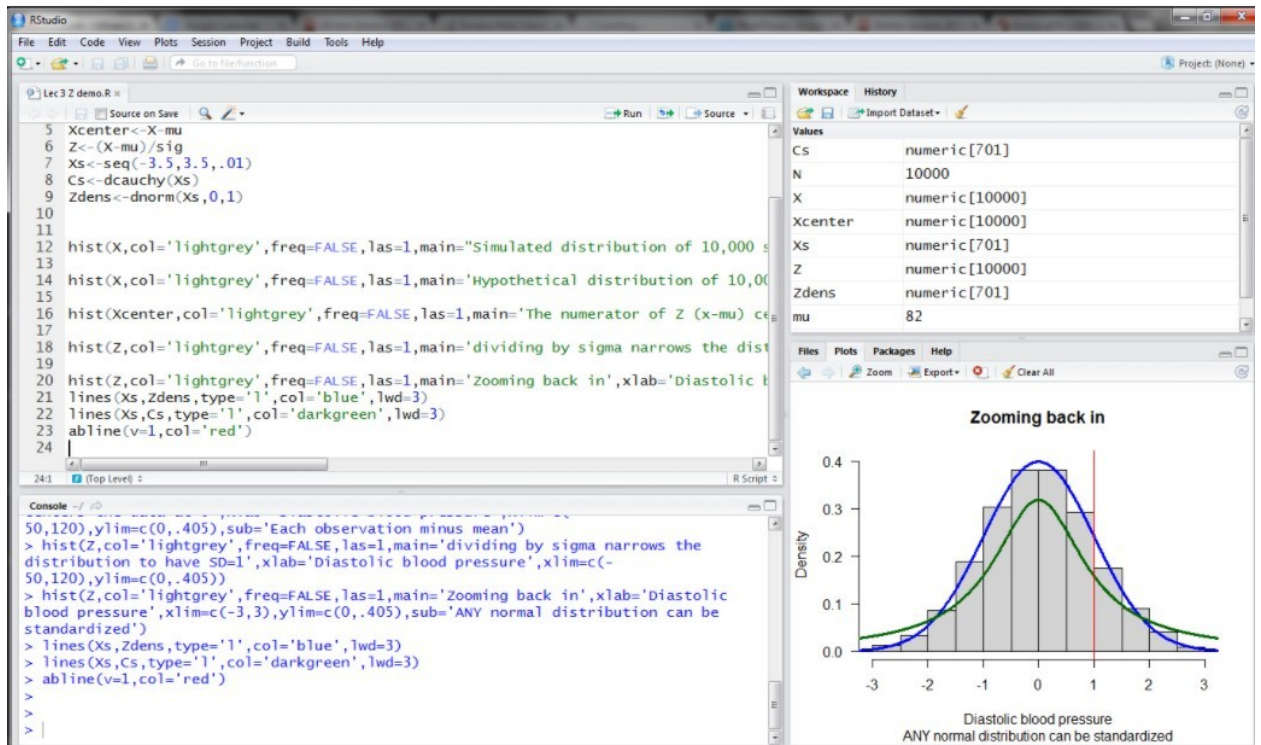 RStudio
File Edit Code View Plots Session Project Build Tools Help
Go to file/function
Project: (None)
Lec 3 Z demo.R
Source on Save
Run
Source
5 Xcenter<-X-mu
6 Z<-(X-mu)/sig
7 Xs<-seq(-3.5,3.5,.01)
8 Cs<-dcauchy(Xs)
9 Zdens<-dnorm(Xs,0,1)
10
11
12 hist(X,col='lightgrey',freq=FALSE,las=1,main="Simulated distribution of 10,000 s
13
14 hist(X,col='lightgrey',freq=FALSE,las=1,main='Hypothetical distribution of 10,00
15
16 hist(Xcenter,col='lightgrey',freq=FALSE,las=1,main='The numerator of Z (x-mu) ce
17
18 hist(Z,col='lightgrey',freq=FALSE,las=1,main='dividing by sigma narrows the dist
19
20 hist(Z,col='lightgrey',freq=FALSE,las=1,main='Zooming back in',xlab='Diastolic b
21 lines(Xs,Zdens,type='l',col='blue',lwd=3)
22 lines(Xs,Cs,type='l',col='darkgreen',lwd=3)
23 abline(v=1,col='red')
24
24:1 (Top Level) R Script
Console ~/
50,120),ylim=c(0,.405),sub='Each observation minus mean')
> hist(Z,col='lightgrey',freq=FALSE,las=1,main='dividing by sigma narrows the
distribution to have SD=1',xlab='Diastolic blood pressure',xlim=c(-
50,120),ylim=c(0,.405))
> hist(Z,col='lightgrey',freq=FALSE,las=1,main='Zooming back in',xlab='Diastolic
blood pressure',xlim=c(-3,3),ylim=c(0,.405),sub='ANY normal distribution can be
standardized')
> lines(Xs,Zdens,type='l',col='blue',lwd=3)
> lines(Xs,Cs,type='l',col='darkgreen',lwd=3)
> abline(v=1,col='red')
>
>
>
Workspace History
Import Dataset
Values
Cs numeric[701]
N 10000
X numeric[10000]
Xcenter numeric[10000]
Xs numeric[701]
Z numeric[10000]
Zdens numeric[701]
mu 82
Files Plots Packages Help
Zoom Export Clear All
Zooming back in
0.4
0.3
0.2
0.1
0.0
Density
-3 -2 -1 0 1 2 3
Diastolic blood pressure
ANY normal distribution can be standardized